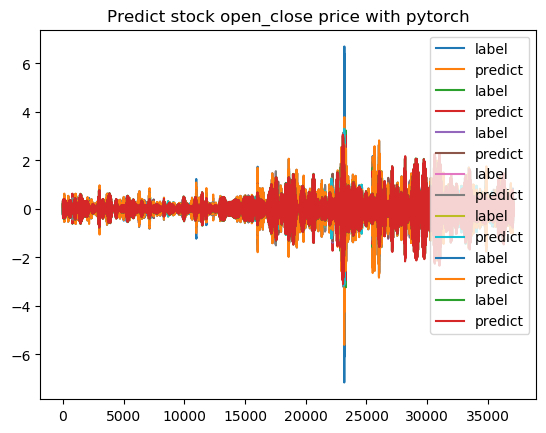 Predict stock open_close price with pytorch
label
predict
label
predict
label
predict
label
predict
label
predict
label
predict
label
predict
6
4
2
0
−2
−4
−6
0 5000 10000 15000 20000 25000 30000 35000